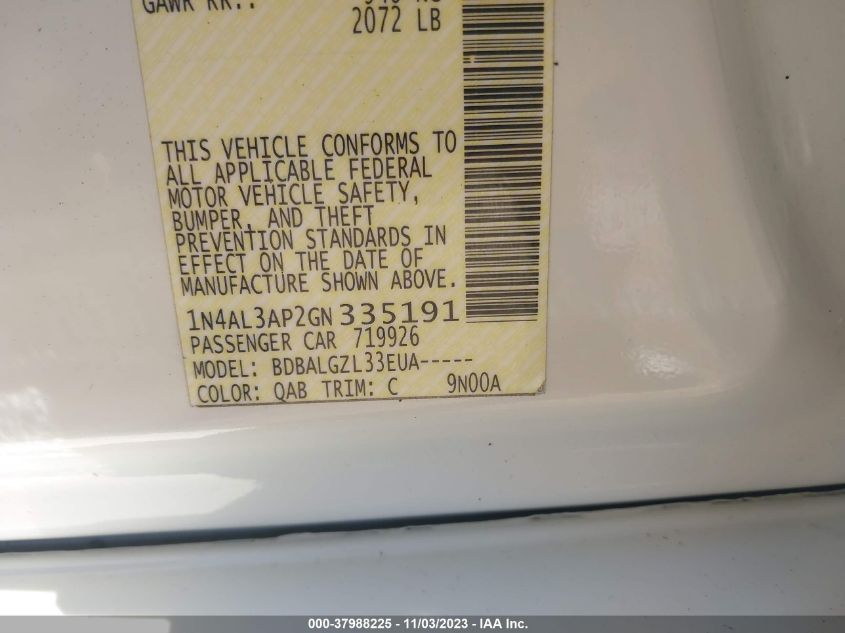 GAWR RR.:
2072 LB
THIS VEHICLE CONFORMS TO
ALL APPLICABLE FEDERAL
MOTOR VEHICLE SAFETY,
BUMPER, AND THEFT
PREVENTION STANDARDS IN
EFFECT ON THE DATE OF
MANUFACTURE SHOWN ABOVE.
1N4AL3AP2GN 335191
PASSENGER CAR 719926
MODEL: BDBALGZL33EUA-----
COLOR: QAB TRIM: C 9N00A
000-37988225 - 11/03/2023 - IAA Inc.